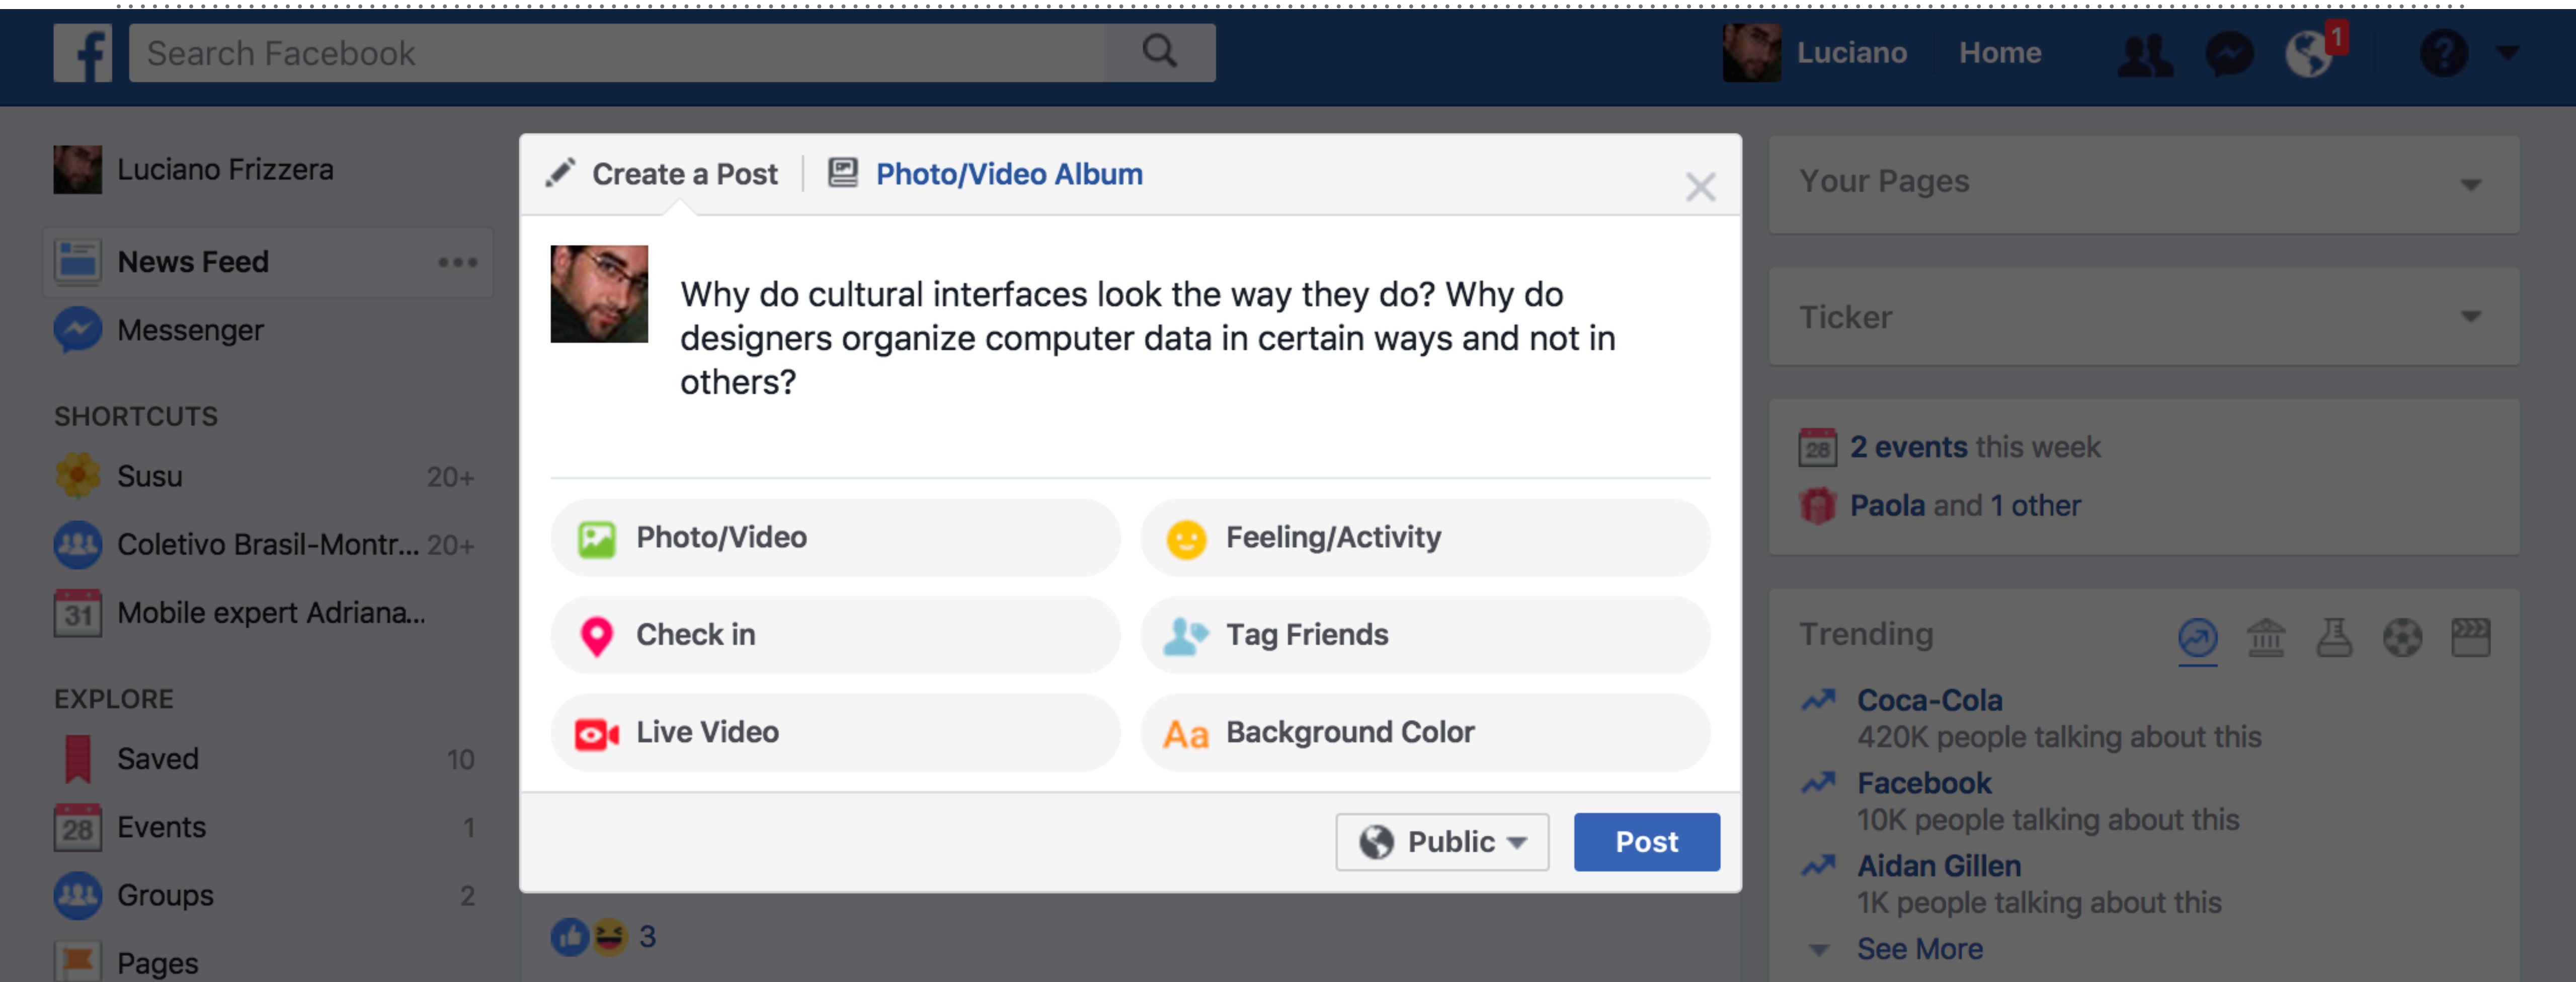 Search Facebook
Luciano
Home
1
Luciano Frizzera
News Feed
Messenger
SHORTCUTS
Susu 20+
Coletivo Brasil-Montr... 20+
31 Mobile expert Adriana...
EXPLORE
Saved 10
28 Events 1
Groups 2
Pages
Create a Post
Photo/Video Album
Why do cultural interfaces look the way they do? Why do
designers organize computer data in certain ways and not in
others?
Photo/Video
Feeling/Activity
Check in
Tag Friends
Live Video
Aa Background Color
Public
Post
3
Your Pages
Ticker
28 2 events this week
Paola and 1 other
Trending
Coca-Cola
420K people talking about this
Facebook
10K people talking about this
Aidan Gillen
1K people talking about this
See More